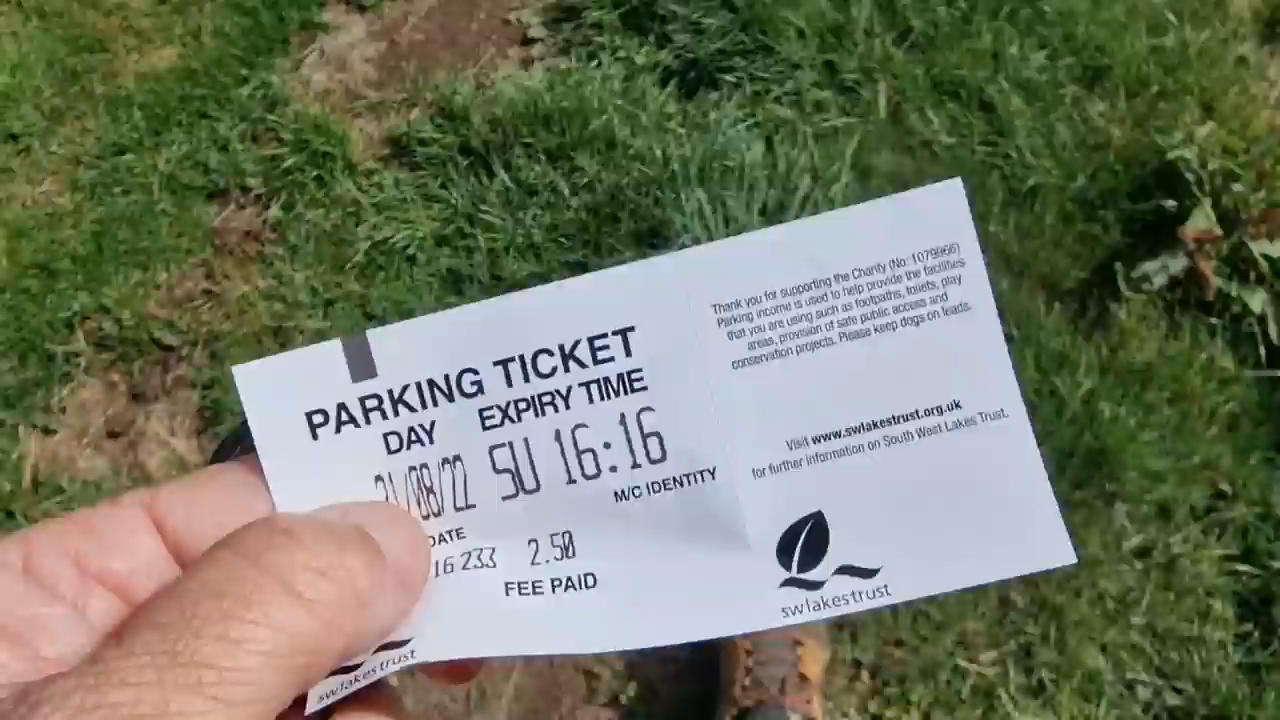 PARKING TICKET
DAY EXPIRY TIME
21/08/22 SU 16:16
M/C IDENTITY
DATE
16 233 2.50
FEE PAID
swlakestrust
Thank you for supporting the Charity (No: 1079966)
Parking income is used to help provide the facilities
that you are using such as footpaths, toilets, play
areas, provision of safe public access and
conservation projects. Please keep dogs on leads.
Visit www.swlakestrust.org.uk
for further information on South West Lakes Trust.
swlakestrust